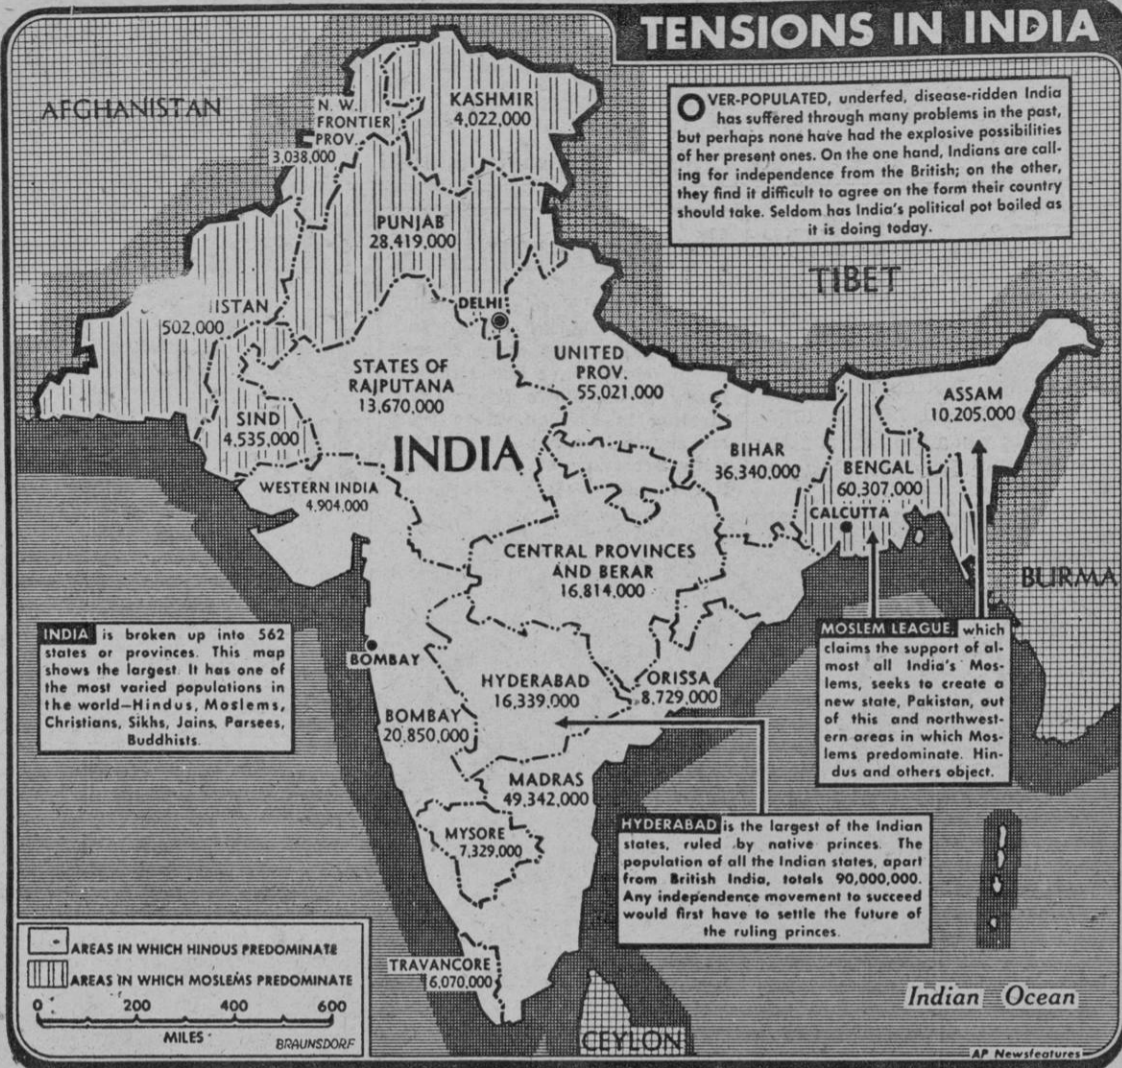 TENSIONS IN INDIA
OVER-POPULATED, underfed, disease-ridden India
has suffered through many problems in the past,
but perhaps none have had the explosive possibilities
of her present ones. On the one hand, Indians are call-
ing for independence from the British; on the other,
they find it difficult to agree on the form their country
should take. Seldom has India's political pot boiled as
it is doing today.
AFGHANISTAN
N. W.
FRONTIER
PROV.
3,038,000
KASHMIR
4,022,000
PUNJAB
28,419,000
TIBET
ISTAN
502,000
DELHI
STATES OF
RAJPUTANA
13,670,000
UNITED
PROV.
55,021,000
ASSAM
10,205,000
SIND
4,535,000
INDIA
BIHAR
36,340,000
BENGAL
60,307,000
CALCUTTA
WESTERN INDIA
4,904,000
CENTRAL PROVINCES
AND BERAR
16,814,000
BURMA
INDIA is broken up into 562
states or provinces. This map
shows the largest. It has one of
the most varied populations in
the world—Hindus, Moslems,
Christians, Sikhs, Jains, Parsees,
Buddhists.
BOMBAY
MOSLEM LEAGUE, which
claims the support of al-
most all India's Mos-
lems, seeks to create a
new state, Pakistan, out
of this and northwest-
ern areas in which Mos-
lems predominate. Hin-
dus and others object.
HYDERABAD
16,339,000
ORISSA
8,729,000
BOMBAY
20,850,000
MADRAS
49,342,000
MYSORE
7,329,000
HYDERABAD is the largest of the Indian
states, ruled by native princes. The
population of all the Indian states, apart
from British India, totals 90,000,000.
Any independence movement to succeed
would first have to settle the future of
the ruling princes.
TRAVANCORE
6,070,000
AREAS IN WHICH HINDUS PREDOMINATE
AREAS IN WHICH MOSLEMS PREDOMINATE
0 200 400 600
MILES
BRAUNSDORF
CEYLON
Indian Ocean
AP Newsfeatures